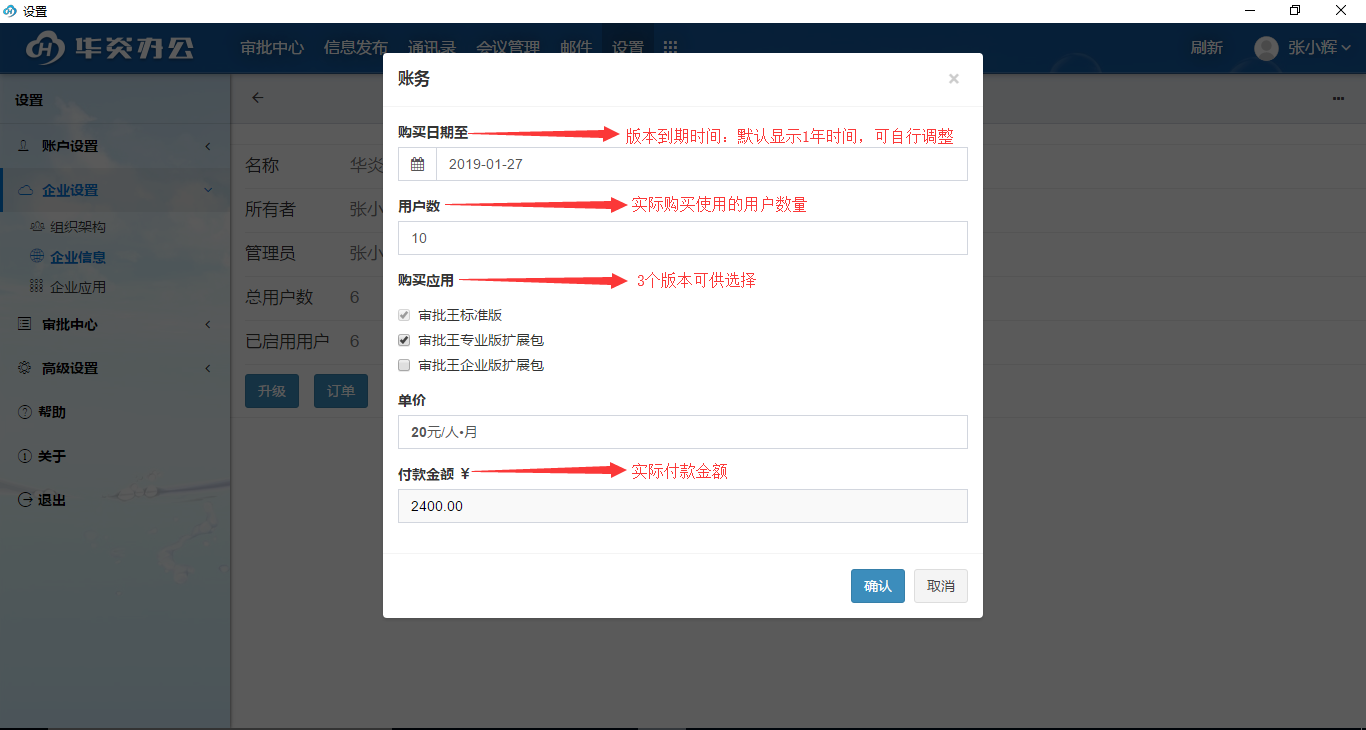 设置
华炎办公
审批中心 信息发布 通讯录 会议管理 邮件 设置
刷新 张小辉
设置
账户设置
企业设置
组织架构
企业信息
企业应用
审批中心
高级设置
帮助
关于
退出
名称 华炎
所有者 张小
管理员 张小
总用户数 6
已启用用户 6
升级 订单
账务 ×
购买日期至 版本到期时间：默认显示1年时间，可自行调整
2019-01-27
用户数 实际购买使用的用户数量
10
购买应用 3个版本可供选择
审批王标准版
审批王专业版扩展包
审批王企业版扩展包
单价
20元/人•月
付款金额 ¥ 实际付款金额
2400.00
确认 取消